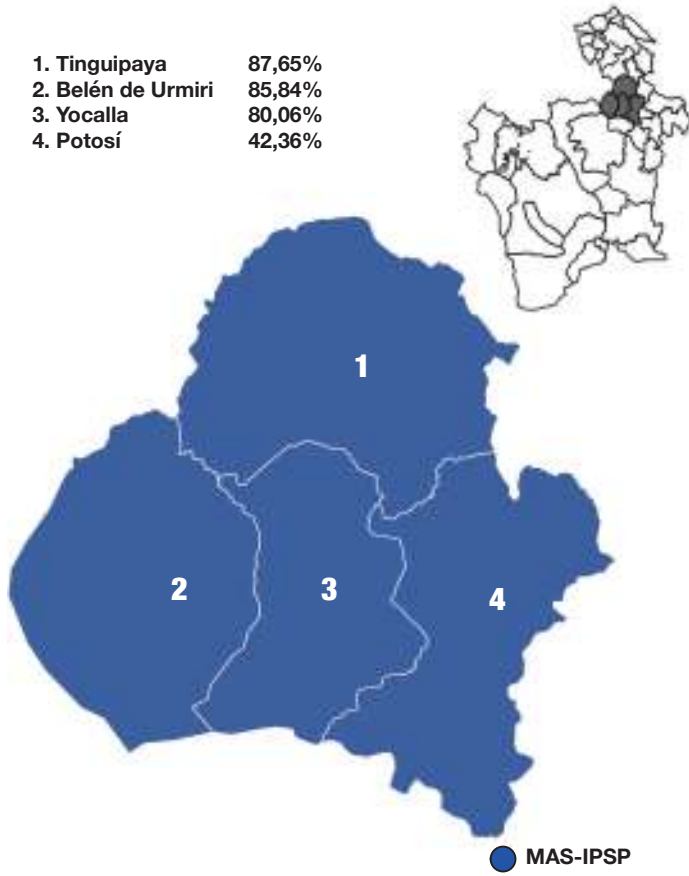 1. Tinguipaya 87,65%
2. Belén de Urmiri 85,84%
3. Yocalla 80,06%
4. Potosí 42,36%
1
2
3
4
MAS-IPSP